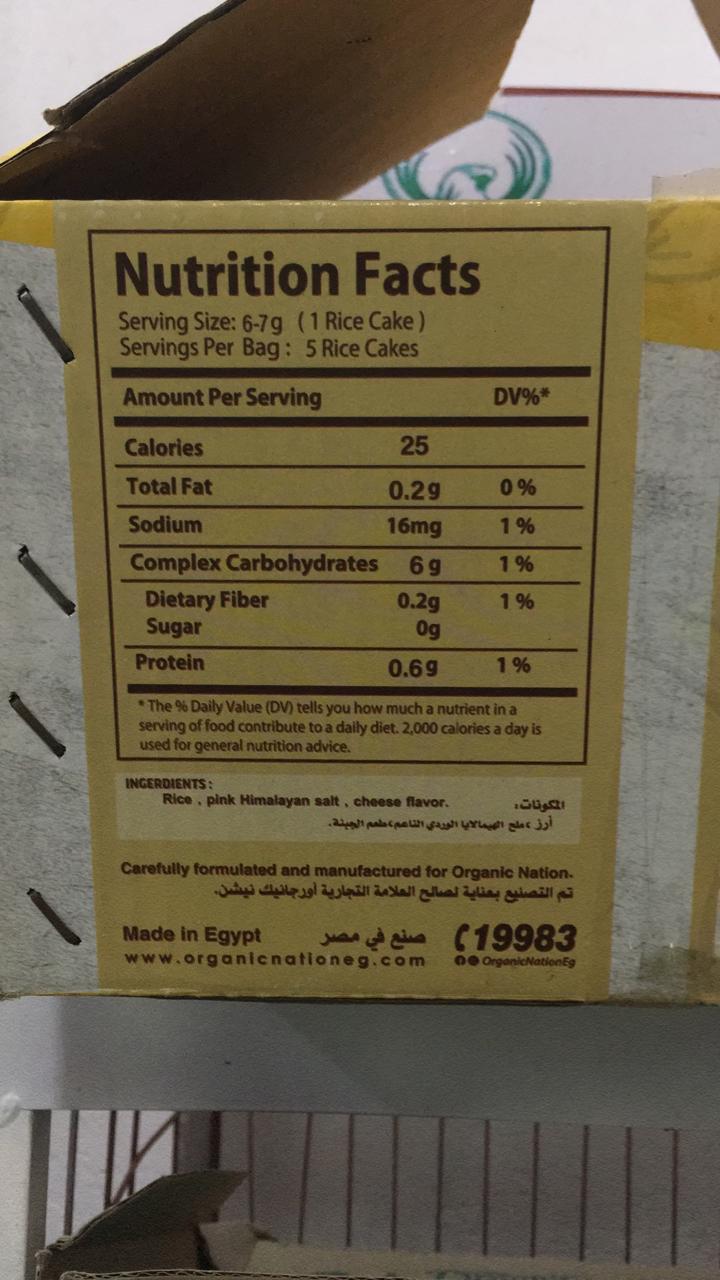 Nutrition Facts
Serving Size: 6-7g ( 1 Rice Cake )
Servings Per Bag : 5 Rice Cakes
Amount Per Serving DV%*
Calories 25
Total Fat 0.2g 0%
Sodium 16mg 1%
Complex Carbohydrates 6g 1%
Dietary Fiber 0.2g 1%
Sugar 0g
Protein 0.6g 1%
* The % Daily Value (DV) tells you how much a nutrient in a
serving of food contribute to a daily diet. 2,000 calories a day is
used for general nutrition advice.
INGERDIENTS :
Rice , pink Himalayan salt , cheese flavor.
المكونات:
أرز ،ملح الهيمالايا الوردي الناعم،طعم الجبنة.
Carefully formulated and manufactured for Organic Nation.
تم التصنيع بعناية لصالح العلامة التجارية أورجانيك نيشن.
Made in Egypt صنع في مصر 19983
www.organicnationeg.com OrganicNationEg